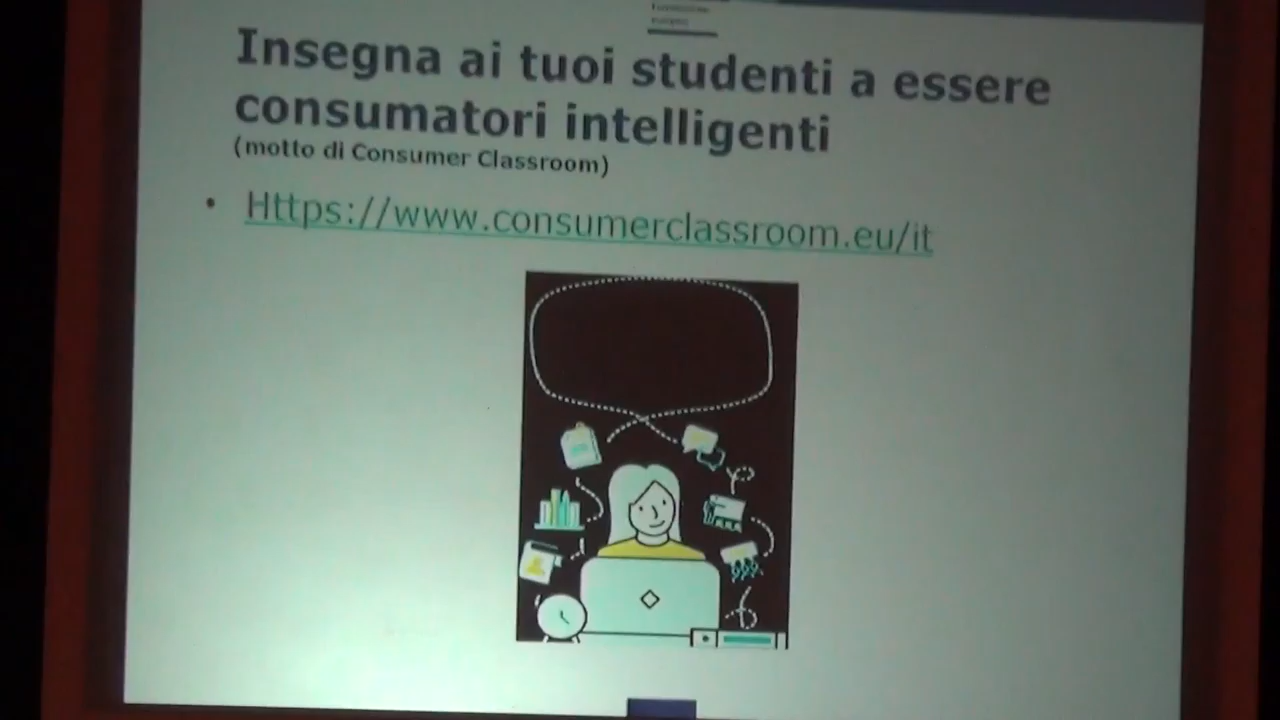 Insegna ai tuoi studenti a essere
consumatori intelligenti
(motto di Consumer Classroom)
• Https://www.consumerclassroom.eu/it